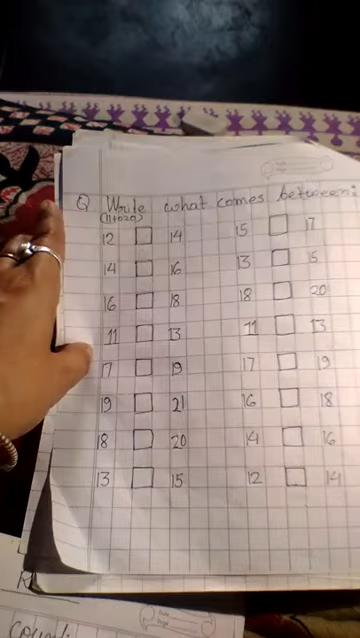 Q Write what comes between:
(11 to 20)
12 □ 14 15 □ 17
14 □ 16 13 □ 15
16 □ 18 18 □ 20
11 □ 13 11 □ 13
17 □ 19 17 □ 19
19 □ 21 16 □ 18
18 □ 20 14 □ 16
13 □ 15 12 □ 14